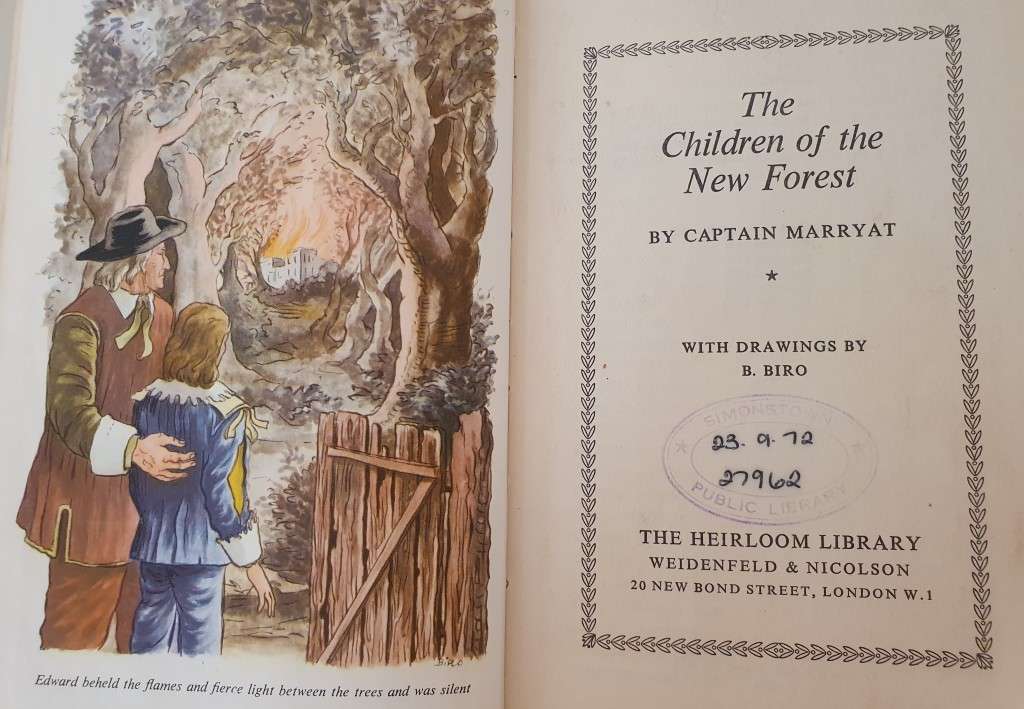 Edward beheld the flames and fierce light between the trees and was silent
BIRO
The
Children of the
New Forest
BY CAPTAIN MARRYAT
WITH DRAWINGS BY
B. BIRO
SIMONSTOWN
23. 9. 72
27962
PUBLIC LIBRARY
THE HEIRLOOM LIBRARY
WEIDENFELD & NICOLSON
20 NEW BOND STREET, LONDON W.1